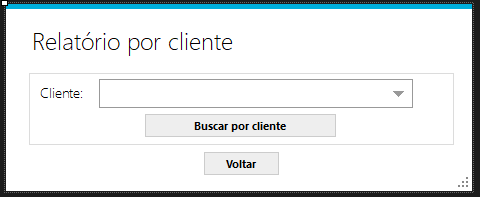 Relatório por cliente
Cliente:
Buscar por cliente
Voltar